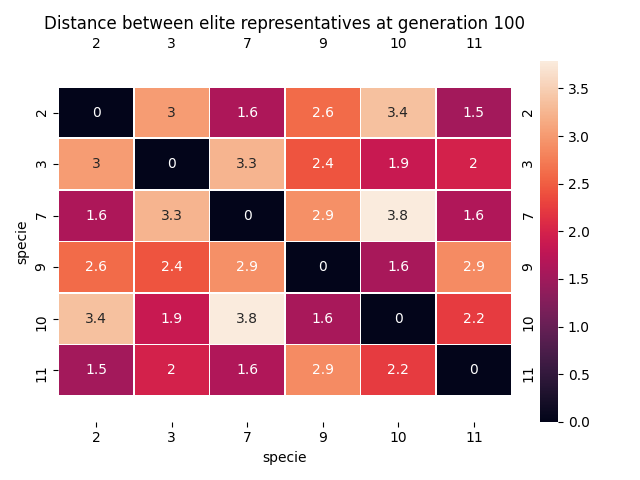 Distance between elite representatives at generation 100
2 3 7 9 10 11
2 0 3 1.6 2.6 3.4 1.5 2
3 3 0 3.3 2.4 1.9 2 3
7 1.6 3.3 0 2.9 3.8 1.6 7
9 2.6 2.4 2.9 0 1.6 2.9 9
10 3.4 1.9 3.8 1.6 0 2.2 10
11 1.5 2 1.6 2.9 2.2 0 11
2 3 7 9 10 11
specie
specie
3.5
3.0
2.5
2.0
1.5
1.0
0.5
0.0